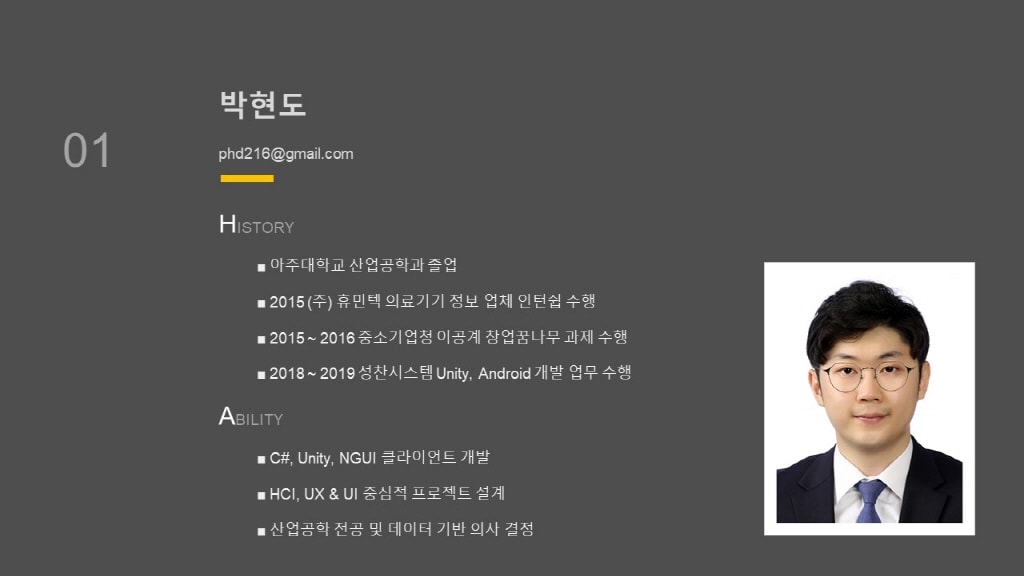 01
박현도
phd216@gmail.com
HISTORY
■ 아주대학교 산업공학과 졸업
■ 2015 (주) 휴민텍 의료기기 정보 업체 인턴쉽 수행
■ 2015 ~ 2016 중소기업청 이공계 창업꿈나무 과제 수행
■ 2018 ~ 2019 성찬시스템 Unity, Android 개발 업무 수행
ABILITY
■ C#, Unity, NGUI 클라이언트 개발
■ HCI, UX & UI 중심적 프로젝트 설계
■ 산업공학 전공 및 데이터 기반 의사 결정